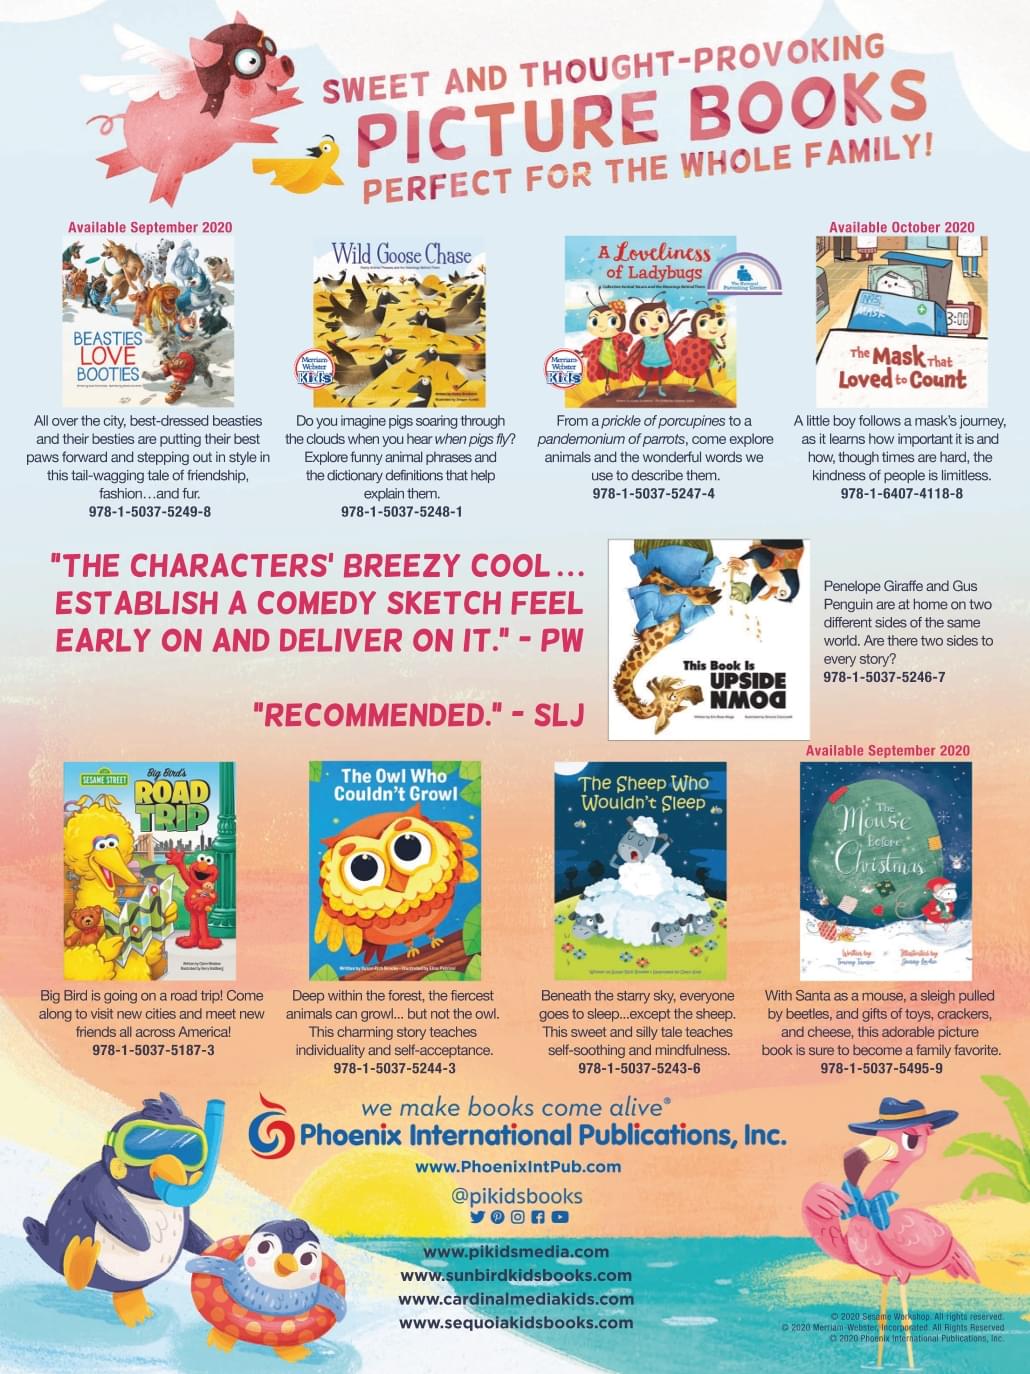 SWEET AND THOUGHT-PROVOKING
PICTURE BOOKS
PERFECT FOR THE WHOLE FAMILY!
Available September 2020
BEASTIES
LOVE
BOOTIES
All over the city, best-dressed beasties
and their besties are putting their best
paws forward and stepping out in style in
this tail-wagging tale of friendship,
fashion…and fur.
978-1-5037-5249-8
Wild Goose Chase
Merriam-
Webster
Kids
Do you imagine pigs soaring through
the clouds when you hear when pigs fly?
Explore funny animal phrases and
the dictionary definitions that help
explain them.
978-1-5037-5248-1
A Loveliness
of Ladybugs
The National
Parenting Center
Merriam-
Webster
Kids
From a prickle of porcupines to a
pandemonium of parrots, come explore
animals and the wonderful words we
use to describe them.
978-1-5037-5247-4
Available October 2020
MASK
3:00
The Mask That
Loved to Count
A little boy follows a mask's journey,
as it learns how important it is and
how, though times are hard, the
kindness of people is limitless.
978-1-6407-4118-8
"THE CHARACTERS' BREEZY COOL...
ESTABLISH A COMEDY SKETCH FEEL
EARLY ON AND DELIVER ON IT." - PW
"RECOMMENDED." - SLJ
This Book Is
UPSIDE
DOWN
Penelope Giraffe and Gus
Penguin are at home on two
different sides of the same
world. Are there two sides to
every story?
978-1-5037-5246-7
SESAME STREET
Big Bird's
ROAD
TRIP
Big Bird is going on a road trip! Come
along to visit new cities and meet new
friends all across America!
978-1-5037-5187-3
The Owl Who
Couldn't Growl
Deep within the forest, the fiercest
animals can growl... but not the owl.
This charming story teaches
individuality and self-acceptance.
978-1-5037-5244-3
The Sheep Who
Wouldn't Sleep
Beneath the starry sky, everyone
goes to sleep...except the sheep.
This sweet and silly tale teaches
self-soothing and mindfulness.
978-1-5037-5243-6
Available September 2020
The
Mouse
Before
Christmas
Written by
Illustrated by
With Santa as a mouse, a sleigh pulled
by beetles, and gifts of toys, crackers,
and cheese, this adorable picture
book is sure to become a family favorite.
978-1-5037-5495-9
we make books come alive®
Phoenix International Publications, Inc.
www.PhoenixIntPub.com
@pikidsbooks
www.pikidsmedia.com
www.sunbirdkidsbooks.com
www.cardinalmediakids.com
www.sequoiakidsbooks.com
© 2020 Sesame Workshop. All rights reserved.
© 2020 Merriam-Webster, Incorporated. All Rights Reserved
© 2020 Phoenix International Publications, Inc.